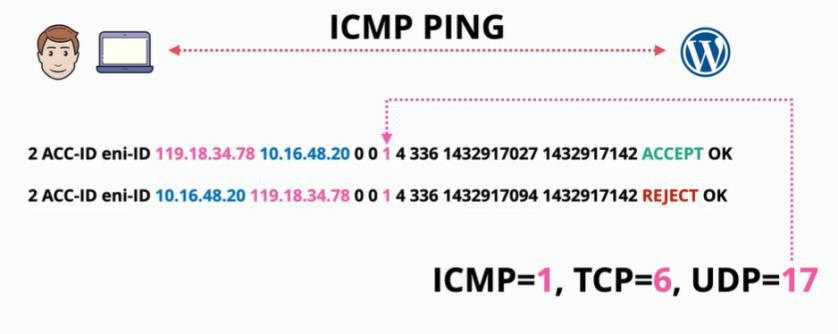 ICMP PING
2 ACC-ID eni-ID 119.18.34.78 10.16.48.20 0 0 1 4 336 1432917027 1432917142 ACCEPT OK
2 ACC-ID eni-ID 10.16.48.20 119.18.34.78 0 0 1 4 336 1432917094 1432917142 REJECT OK
ICMP=1, TCP=6, UDP=17